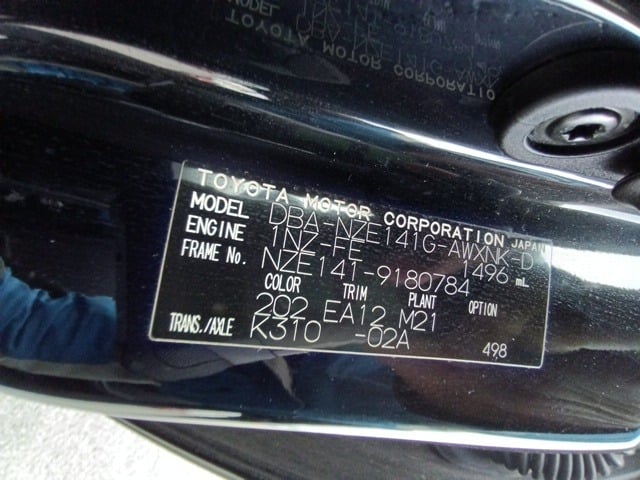 TOYOTA MOTOR CORPORATION JAPAN
MODEL DBA-NZE141G-AWXNK-D
ENGINE 1NZ-FE 1496 mL
FRAME No. NZE141-9180784
COLOR TRIM PLANT OPTION
202 EA12 M21
TRANS./AXLE K310 -02A
498